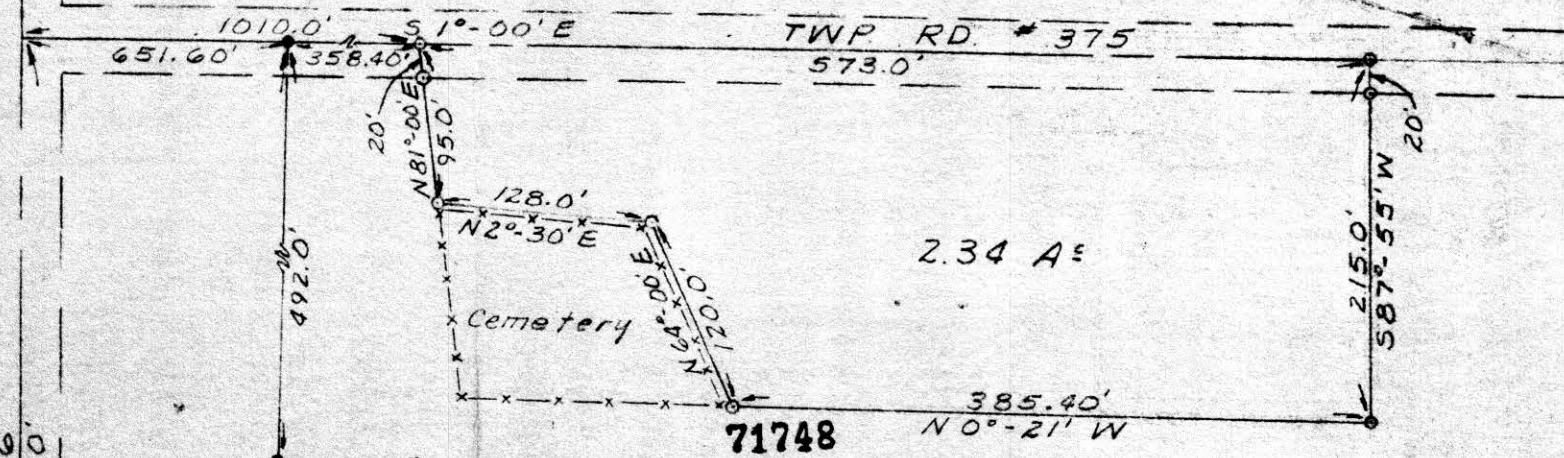 1010.0'
S 1°-00' E
TWP. RD. # 375
651.60'
358.40'
573.0'
20'
N81°-00'E
95.0'
20'
128.0'
N2°-30'E
492.0'
2.34 Aˢ
215.0'
S87°-55'W
Cemetery
N64°-00'E
120.0'
385.40'
N 0°-21' W
71748